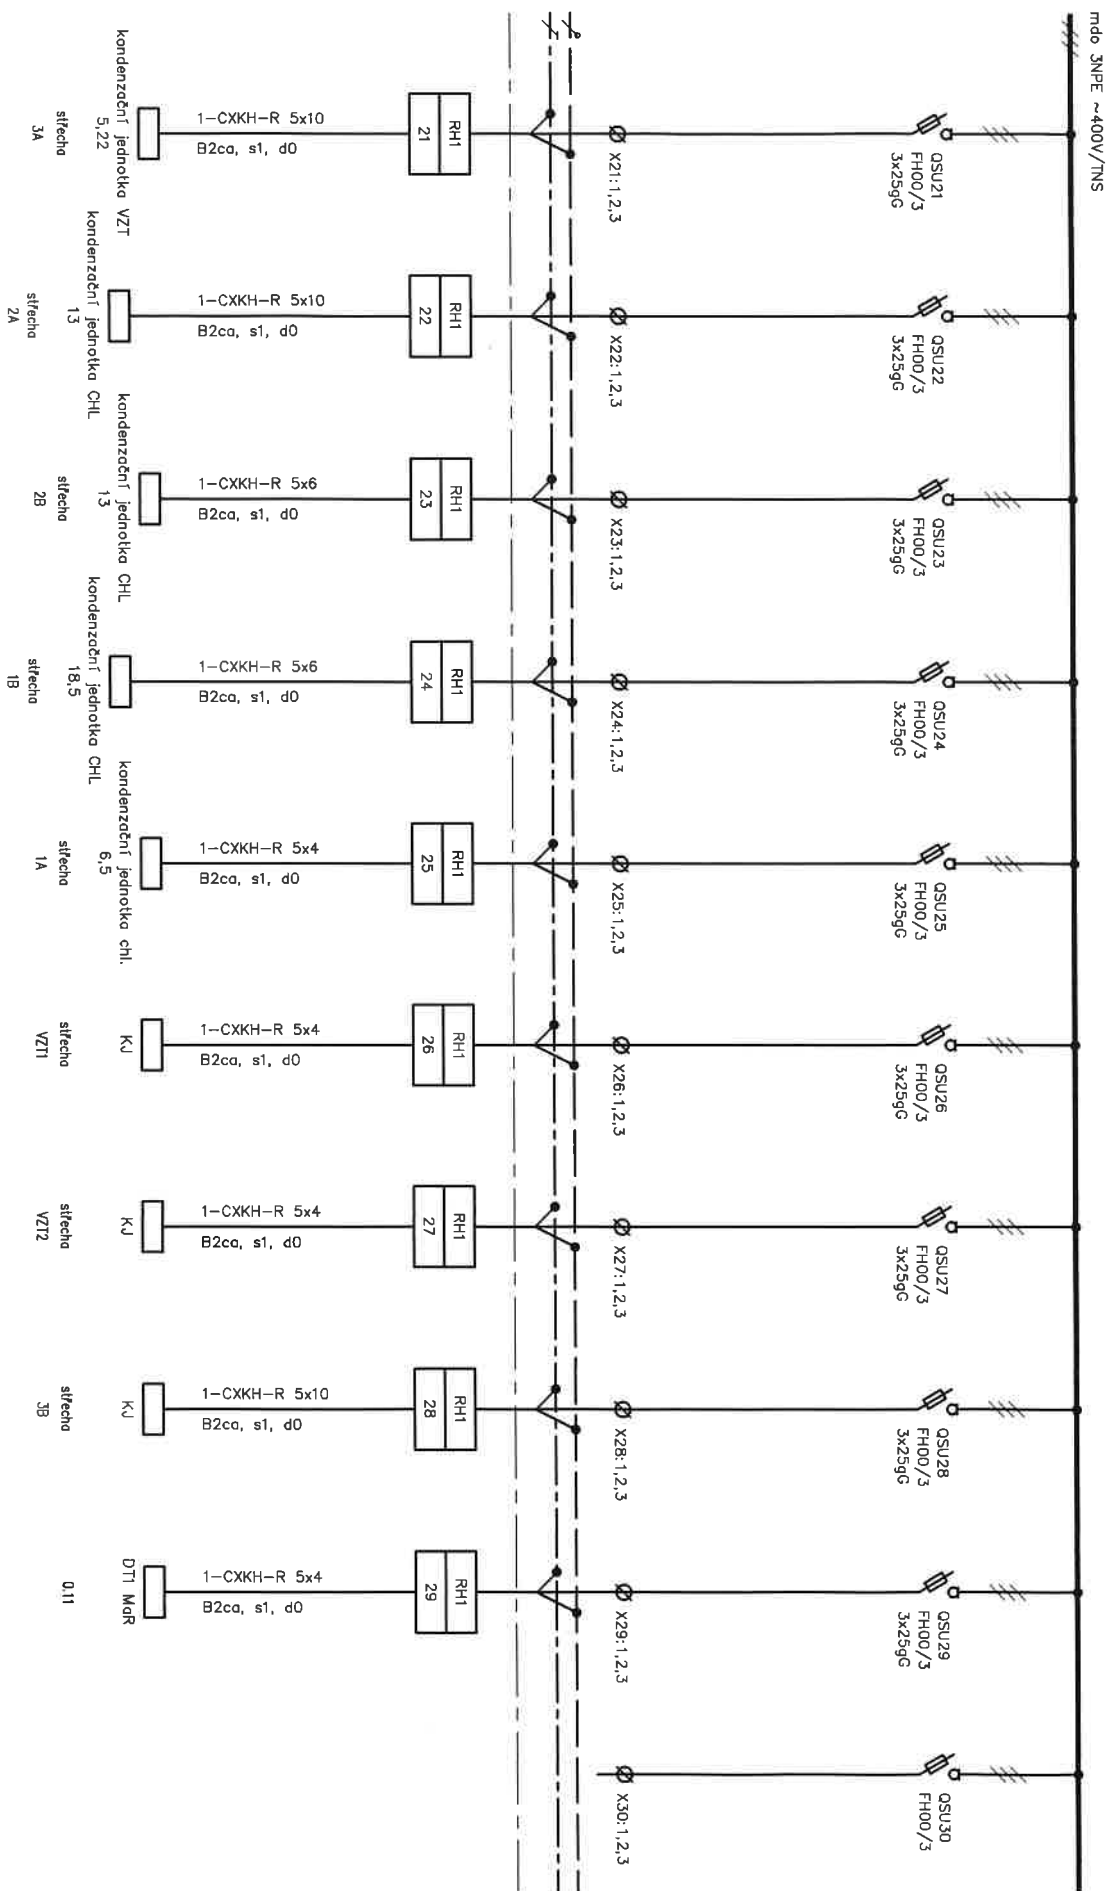 mdo 3NPE ~400V/TNS
QSU21
FH00/3
3x25gG
X21:1,2,3
RH1
21
1-CXKH-R 5x10
B2ca, s1, d0
kondenzační jednotka VZT
5,22
střecha
3A
QSU22
FH00/3
3x25gG
X22:1,2,3
RH1
22
1-CXKH-R 5x10
B2ca, s1, d0
kondenzační jednotka CHL
13
střecha
2A
QSU23
FH00/3
3x25gG
X23:1,2,3
RH1
23
1-CXKH-R 5x6
B2ca, s1, d0
kondenzační jednotka CHL
13
střecha
2B
QSU24
FH00/3
3x25gG
X24:1,2,3
RH1
24
1-CXKH-R 5x6
B2ca, s1, d0
kondenzační jednotka CHL
18,5
střecha
1B
QSU25
FH00/3
3x25gG
X25:1,2,3
RH1
25
1-CXKH-R 5x4
B2ca, s1, d0
kondenzační jednotka chl.
6,5
střecha
1A
QSU26
FH00/3
3x25gG
X26:1,2,3
RH1
26
1-CXKH-R 5x4
B2ca, s1, d0
KJ
střecha
VZT1
QSU27
FH00/3
3x25gG
X27:1,2,3
RH1
27
1-CXKH-R 5x4
B2ca, s1, d0
KJ
střecha
VZT2
QSU28
FH00/3
3x25gG
X28:1,2,3
RH1
28
1-CXKH-R 5x10
B2ca, s1, d0
KJ
střecha
3B
QSU29
FH00/3
3x25gG
X29:1,2,3
RH1
29
1-CXKH-R 5x4
B2ca, s1, d0
DT1 MaR
0.11
QSU30
FH00/3
X30:1,2,3